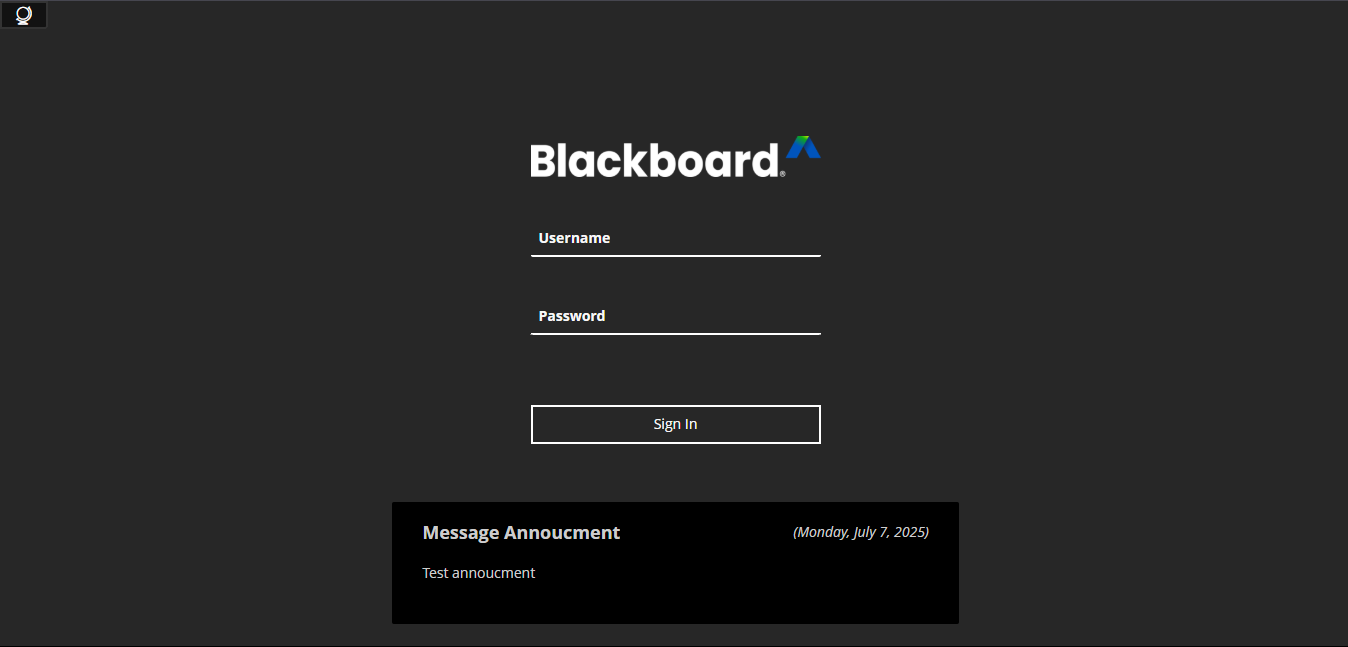 Blackboard®
Username
Password
Sign In
Message Annoucment (Monday, July 7, 2025)
Test annoucment